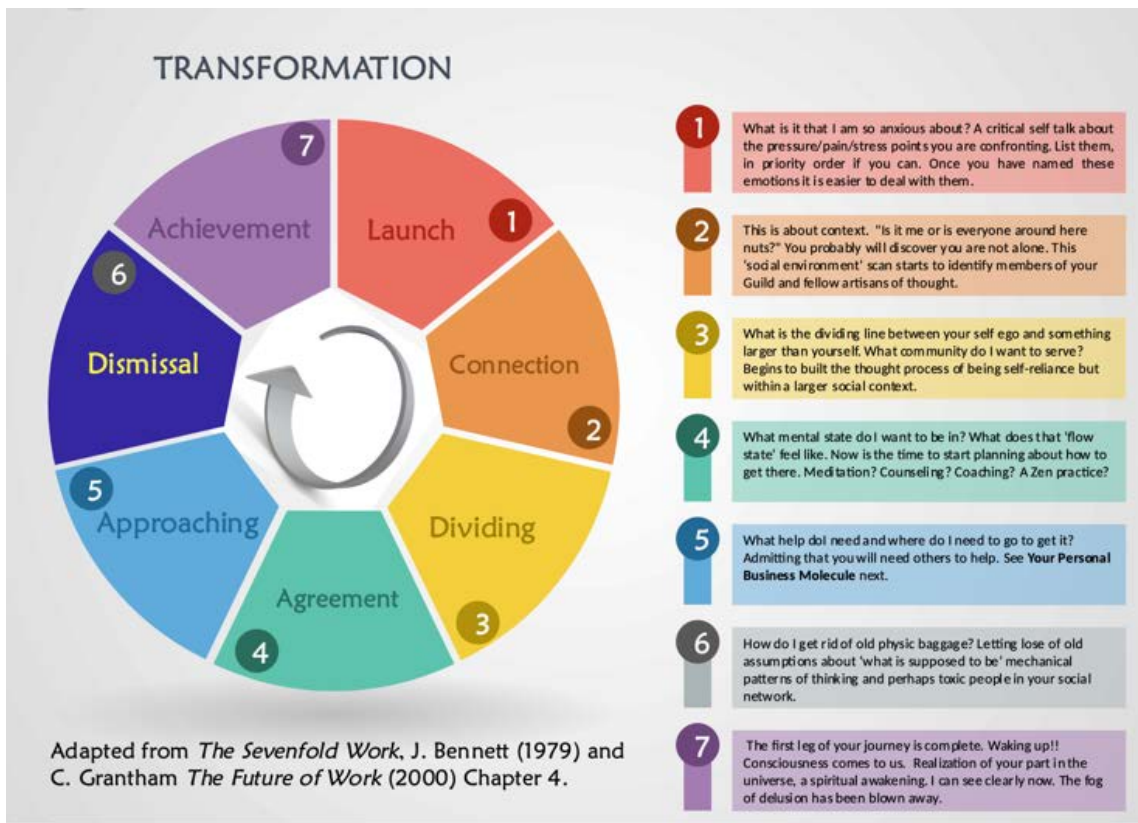 TRANSFORMATION
7
Achievement
Launch
1
6
Dismissal
Connection
2
5
Approaching
Dividing
3
Agreement
4
Adapted from The Sevenfold Work, J. Bennett (1979) and
C. Grantham The Future of Work (2000) Chapter 4.
1
What is it that I am so anxious about? A critical self talk about
the pressure/pain/stress points you are confronting. List them,
in priority order if you can. Once you have named these
emotions it is easier to deal with them.
2
This is about context. "Is it me or is everyone around here
nuts?" You probably will discover you are not alone. This
'social environment' scan starts to identify members of your
Guild and fellow artisans of thought.
3
What is the dividing line between your self ego and something
larger than yourself. What community do I want to serve?
Begins to built the thought process of being self-reliance but
within a larger social context.
4
What mental state do I want to be in? What does that 'flow
state' feel like. Now is the time to start planning about how to
get there. Meditation? Counseling? Coaching? A Zen practice?
5
What help do I need and where do I need to go to get it?
Admitting that you will need others to help. See Your Personal
Business Molecule next.
6
How do I get rid of old physic baggage? Letting lose of old
assumptions about 'what is supposed to be' mechanical
patterns of thinking and perhaps toxic people in your social
network.
7
The first leg of your journey is complete. Waking up!!
Consciousness comes to us. Realization of your part in the
universe, a spiritual awakening. I can see clearly now. The fog
of delusion has been blown away.